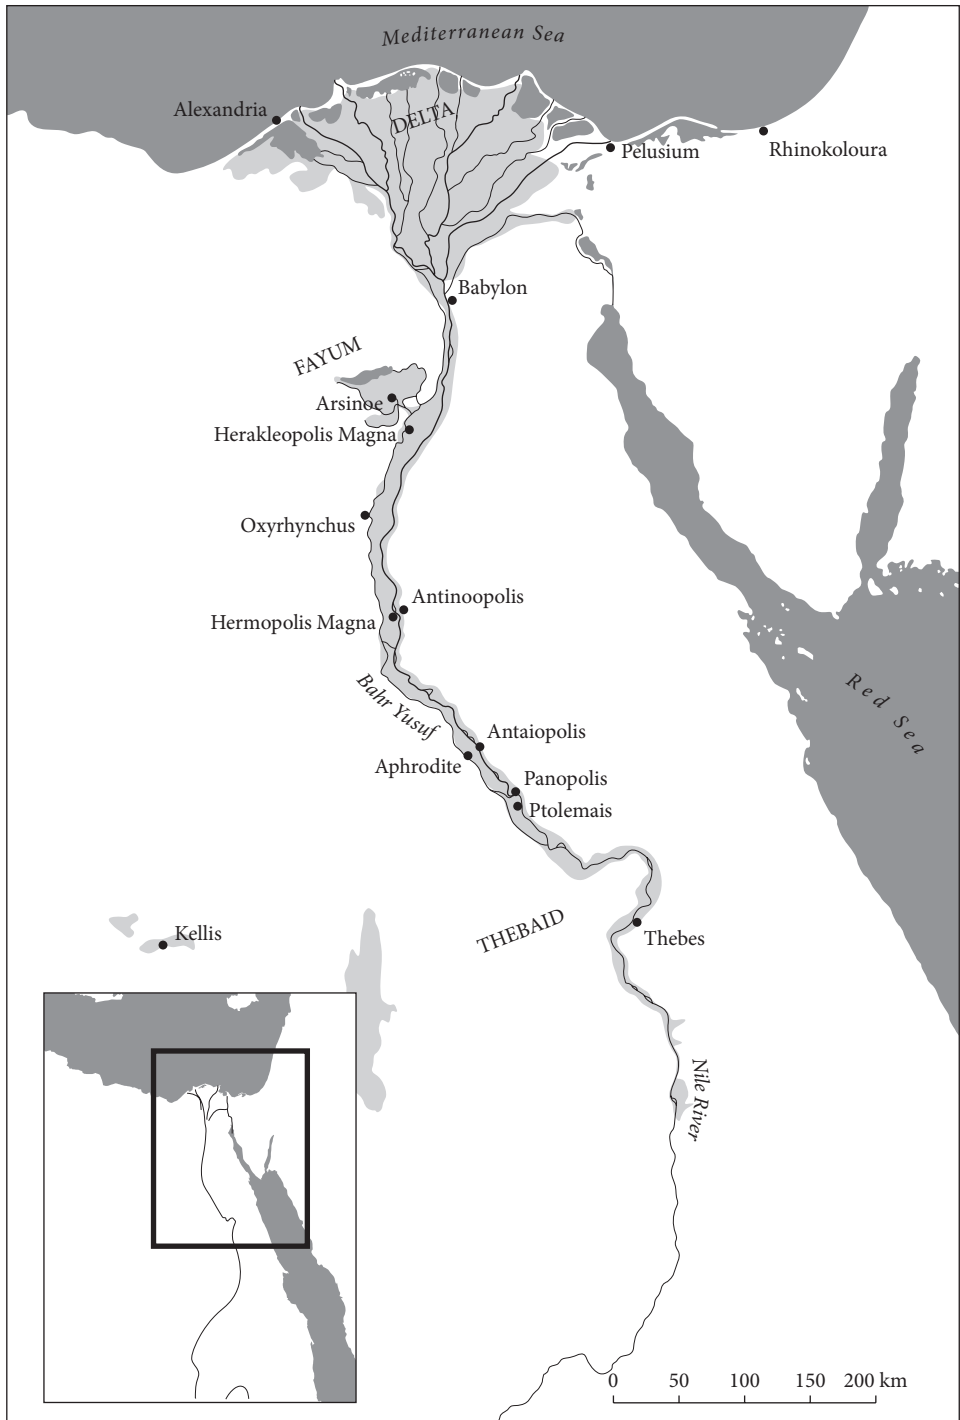 Mediterranean Sea
Alexandria
DELTA
Pelusium
Rhinokoloura
Babylon
FAYUM
Arsinoe
Herakleopolis Magna
Oxyrhynchus
Antinoopolis
Hermopolis Magna
Bahr Yusuf
Red Sea
Antaiopolis
Aphrodite
Panopolis
Ptolemais
THEBAID
Kellis
Thebes
Nile River
0 50 100 150 200 km